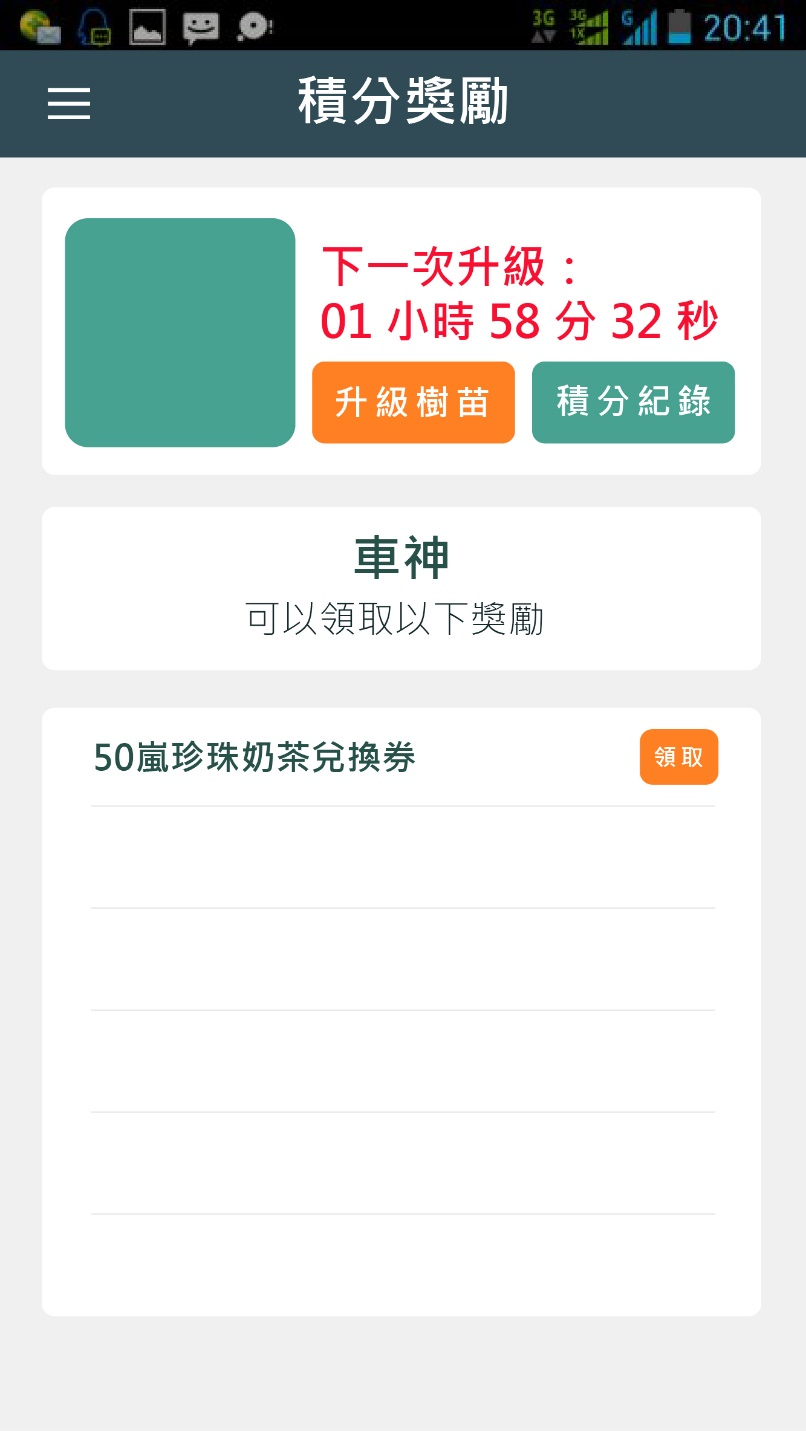 3G 3G 1X G 20:41
積分獎勵
下一次升級：
01 小時 58 分 32 秒
升級樹苗 積分紀錄
車神
可以領取以下獎勵
50嵐珍珠奶茶兌換券 領取